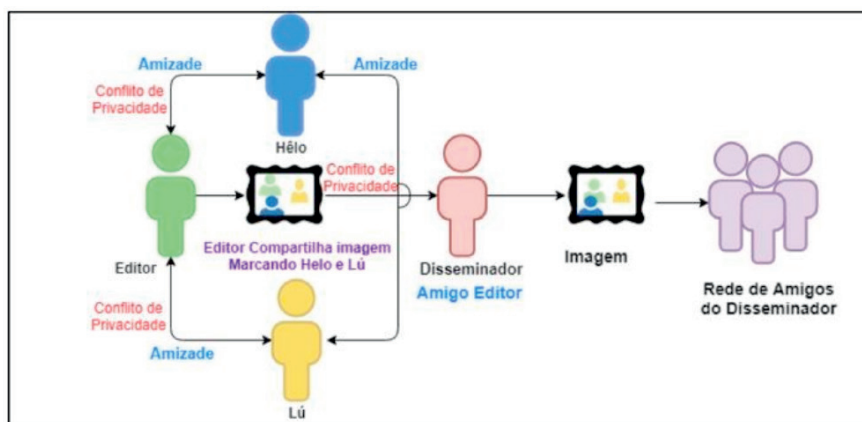 Amizade
Amizade
Conflito de
Privacidade
Hêlo
Conflito de
Privacidade
Editor
Editor Compartilha imagem
Marcando Helo e Lú
Disseminador
Amigo Editor
Imagem
Rede de Amigos
do Disseminador
Conflito de
Privacidade
Amizade
Lú